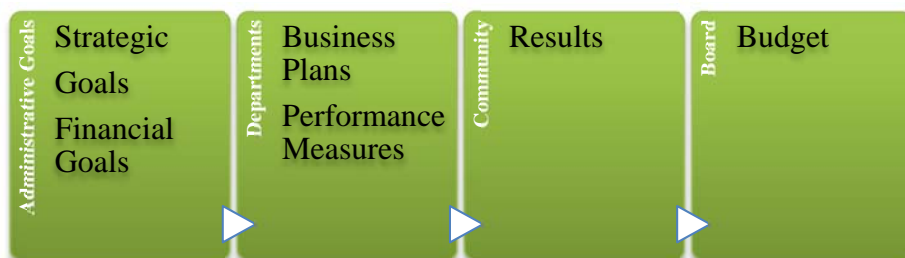 Administrative Goals
Strategic
Goals
Financial
Goals
Departments
Business
Plans
Performance
Measures
Community
Results
Board
Budget